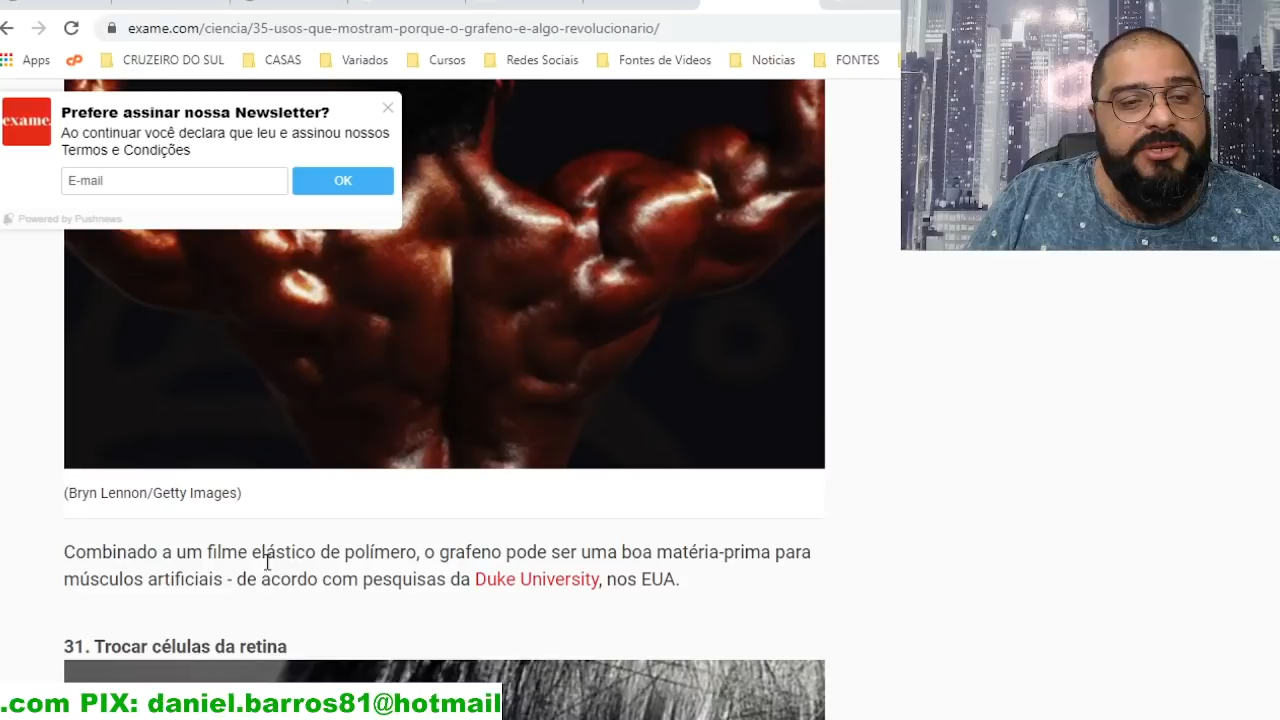 exame.com/ciencia/35-usos-que-mostram-porque-o-grafeno-e-algo-revolucionario/
Apps CRUZEIRO DO SUL CASAS Variados Cursos Redes Sociais Fontes de Videos Noticias FONTES
exame.
Prefere assinar nossa Newsletter?
Ao continuar você declara que leu e assinou nossos
Termos e Condições
E-mail
OK
Powered by Pushnews
(Bryn Lennon/Getty Images)
Combinado a um filme elástico de polímero, o grafeno pode ser uma boa matéria-prima para
músculos artificiais - de acordo com pesquisas da Duke University, nos EUA.
31. Trocar células da retina
.com PIX: daniel.barros81@hotmail